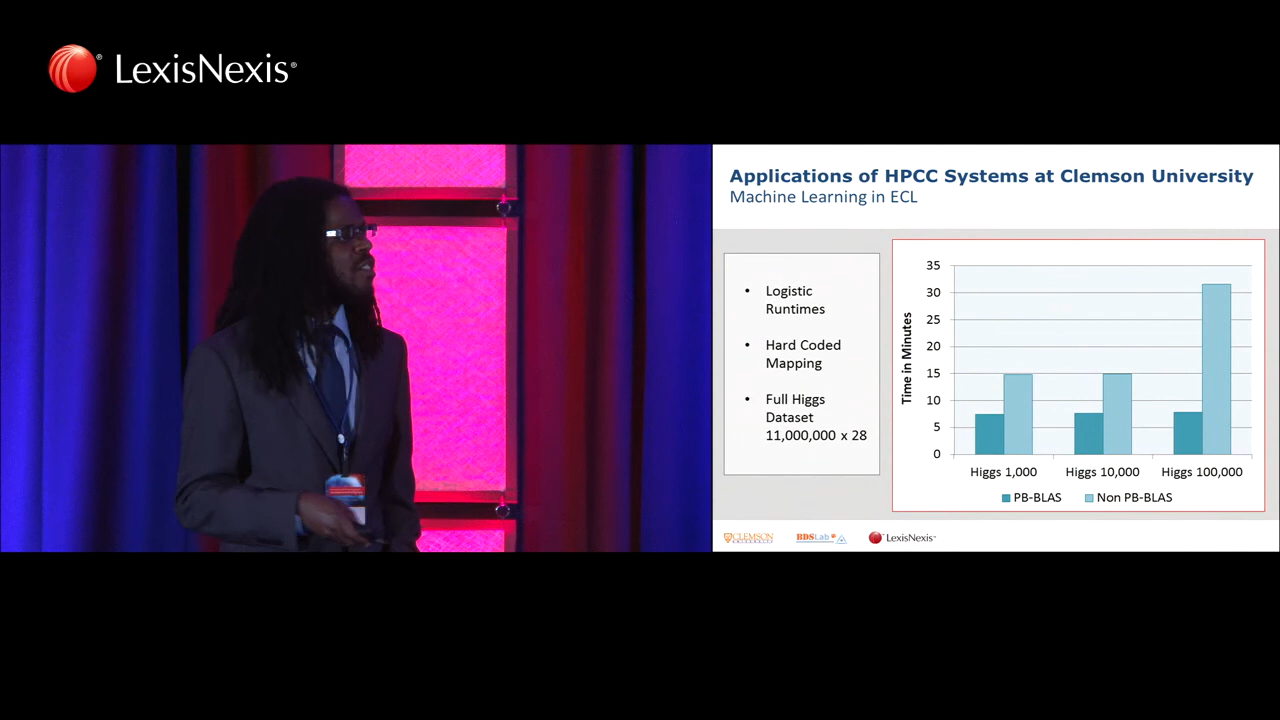 LexisNexis®
Applications of HPCC Systems at Clemson University
Machine Learning in ECL
• Logistic
Runtimes
• Hard Coded
Mapping
• Full Higgs
Dataset
11,000,000 x 28
Time in Minutes
35
30
25
20
15
10
5
0
Higgs 1,000
Higgs 10,000
Higgs 100,000
PB-BLAS
Non PB-BLAS
CLEMSON
UNIVERSITY
BDSLab
LexisNexis®